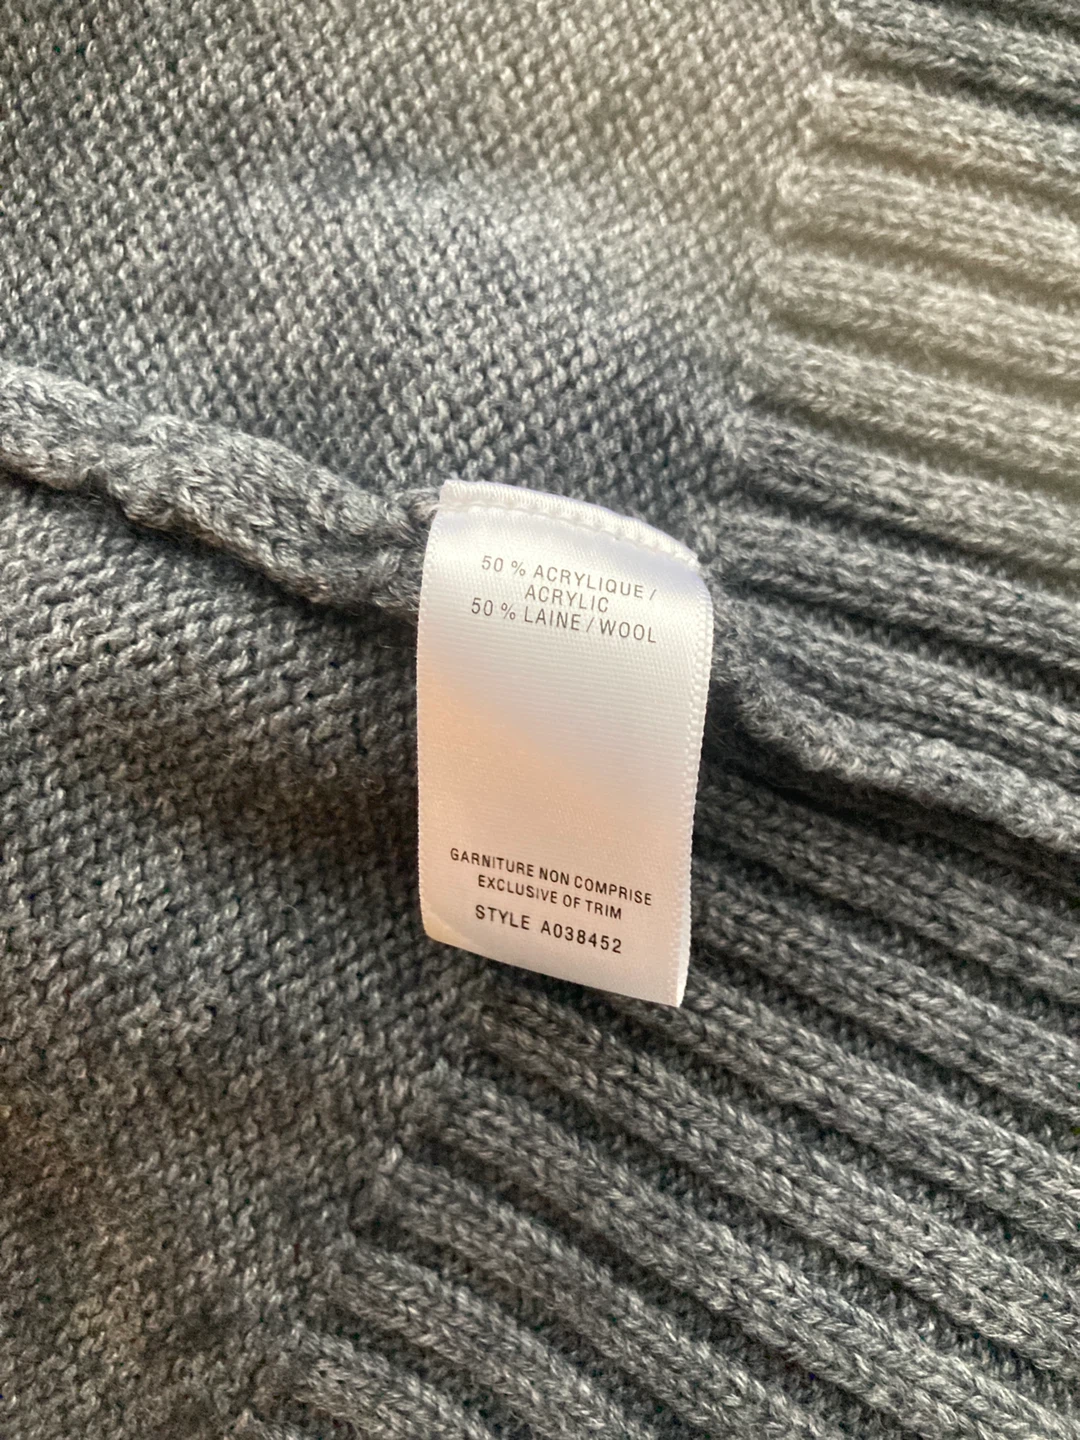 50 % ACRYLIQUE /
ACRYLIC
50 % LAINE / WOOL
GARNITURE NON COMPRISE
EXCLUSIVE OF TRIM
STYLE A038452